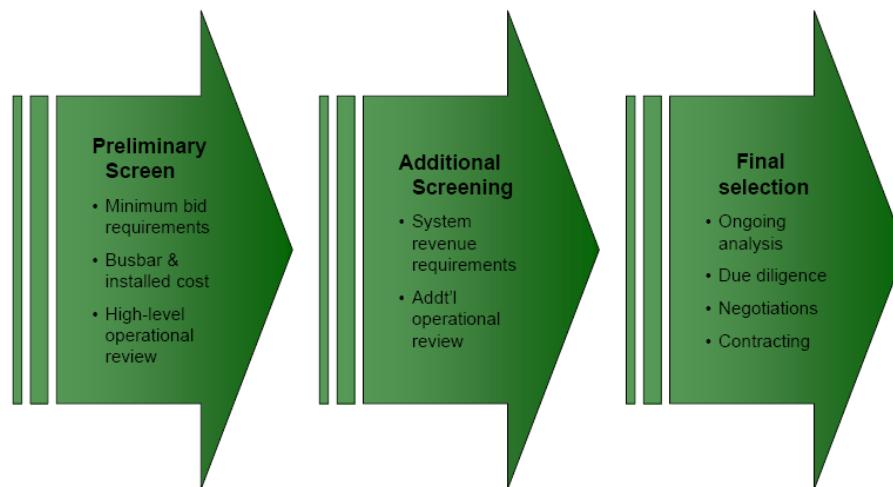 Preliminary
Screen
• Minimum bid
requirements
• Busbar &
installed cost
• High-level
operational
review
Additional
Screening
• System
revenue
requirements
• Addt'l
operational
review
Final
selection
• Ongoing
analysis
• Due diligence
• Negotiations
• Contracting